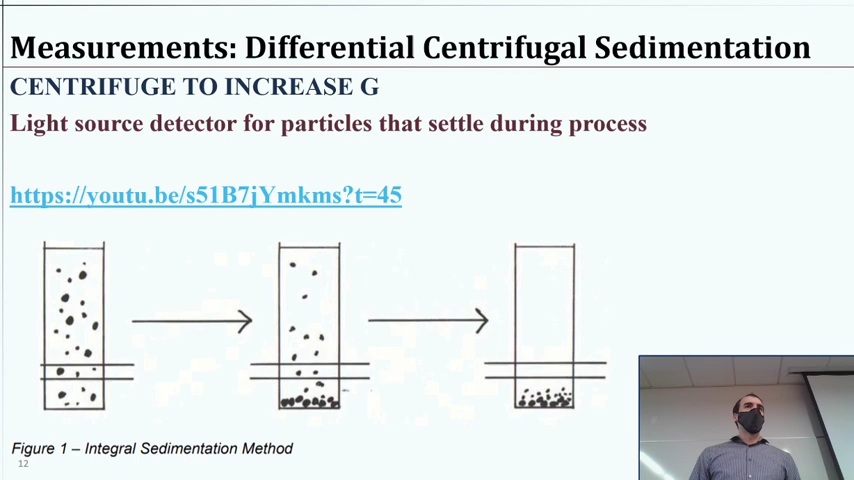 Measurements: Differential Centrifugal Sedimentation
CENTRIFUGE TO INCREASE G
Light source detector for particles that settle during process
https://youtu.be/s51B7jYmkms?t=45
Figure 1 – Integral Sedimentation Method
12